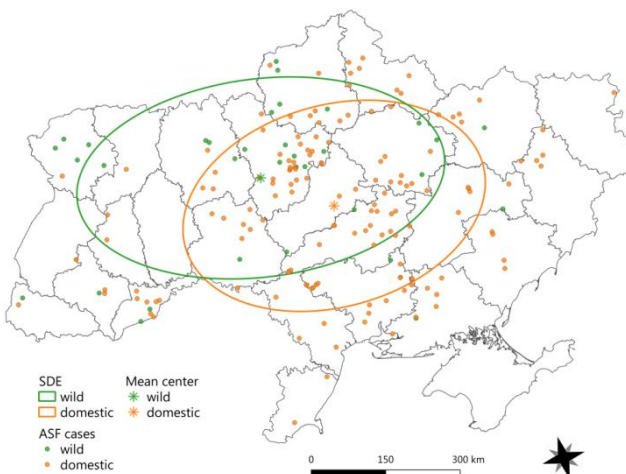 SDE
wild
domestic
Mean center
wild
domestic
ASF cases
wild
domestic
0 150 300 km